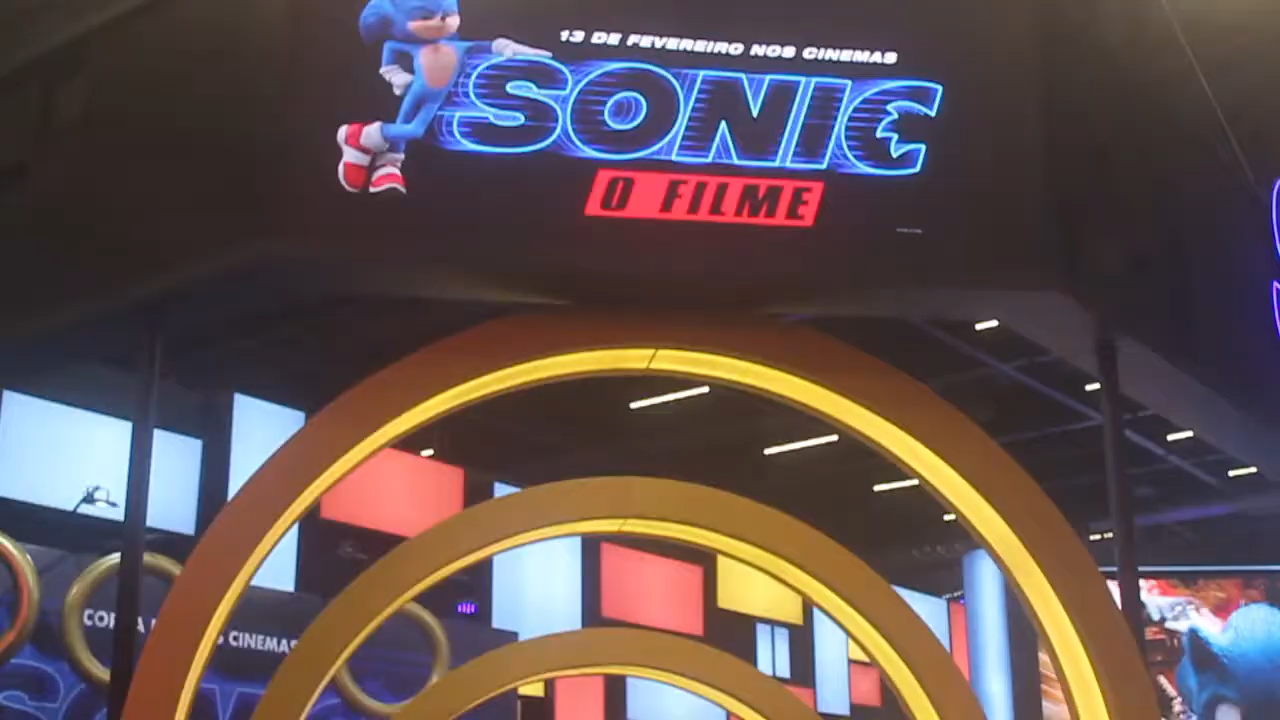 13 DE FEVEREIRO NOS CINEMAS
SONIC
O FILME
CINEMAS